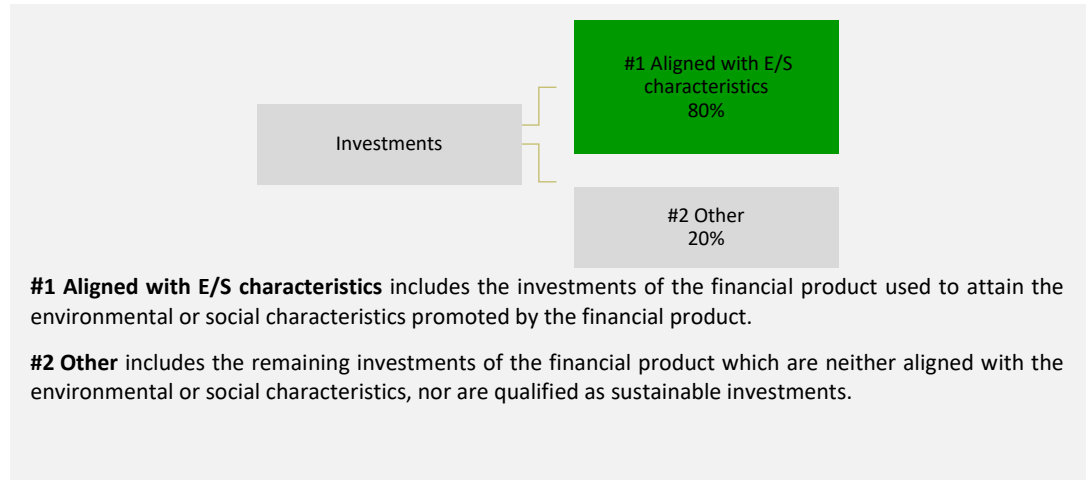 #1 Aligned with E/S
characteristics
80%
Investments
#2 Other
20%
#1 Aligned with E/S characteristics includes the investments of the financial product used to attain the
environmental or social characteristics promoted by the financial product.
#2 Other includes the remaining investments of the financial product which are neither aligned with the
environmental or social characteristics, nor are qualified as sustainable investments.